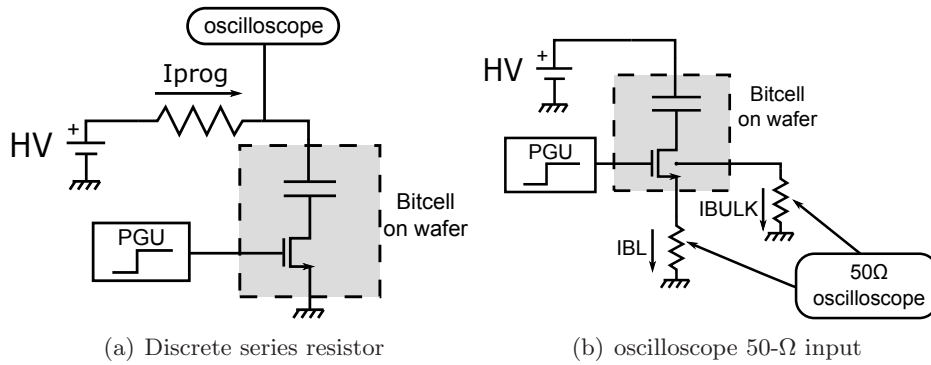 oscilloscope
Iprog
+
HV
Bitcell
on wafer
PGU
(a) Discrete series resistor
HV
+
Bitcell
on wafer
PGU
IBULK
IBL
50Ω
oscilloscope
(b) oscilloscope 50-Ω input